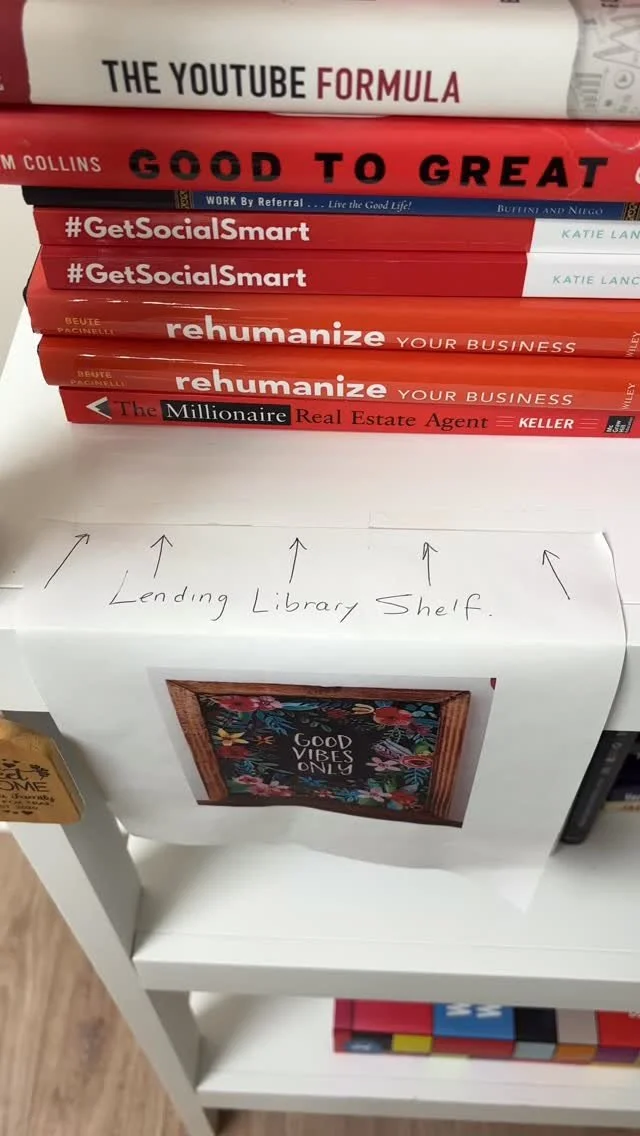 THE YOUTUBE FORMULA
M COLLINS GOOD TO GREAT
WORK By Referral . . . Live the Good Life! BUFFINI AND NIEGO
#GetSocialSmart KATIE LAN
#GetSocialSmart KATIE LANC
BEUTE
PACINELLI rehumanize YOUR BUSINESS WILEY
BEUTE
PACINELLI rehumanize YOUR BUSINESS WILEY
The Millionaire Real Estate Agent KELLER
Lending Library Shelf.
GOOD
VIBES
ONLY
OME